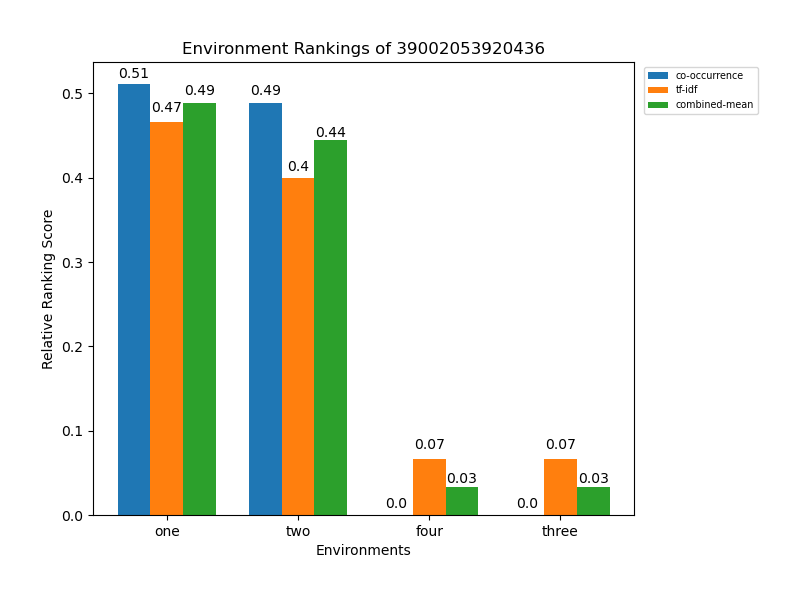 Environment Rankings of 39002053920436
co-occurrence
tf-idf
combined-mean
Relative Ranking Score
0.5
0.4
0.3
0.2
0.1
0.0
0.51
0.47
0.49
0.49
0.4
0.44
0.0
0.07
0.03
0.0
0.07
0.03
one two four three
Environments